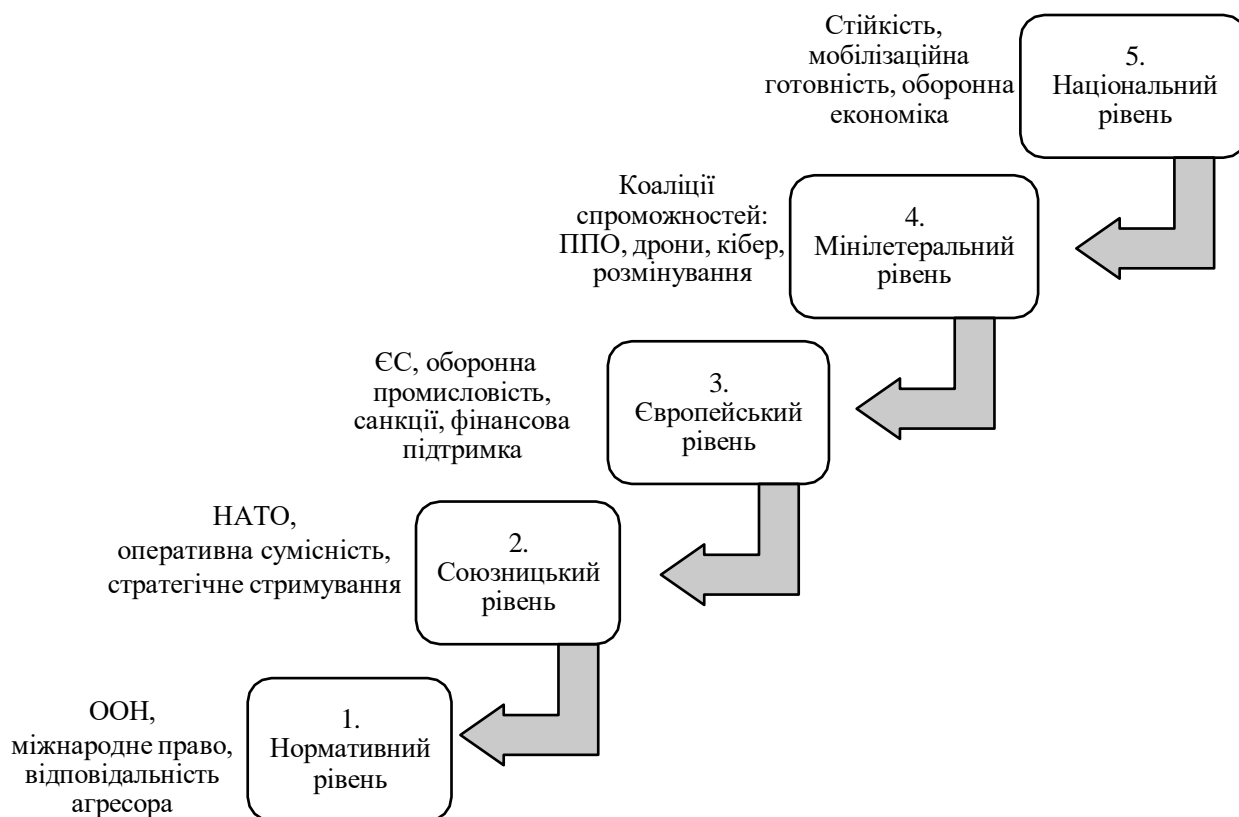 Стійкість,
мобілізаційна
готовність, оборонна
економіка
5.
Національний
рівень
Коаліції
спроможностей:
ППО, дрони, кібер,
розмінування
4.
Мінілетеральний
рівень
ЄС, оборонна
промисловість,
санкції, фінансова
підтримка
3.
Європейський
рівень
НАТО,
оперативна сумісність,
стратегічне стримування
2.
Союзницький
рівень
ООН,
міжнародне право,
відповідальність
агресора
1.
Нормативний
рівень